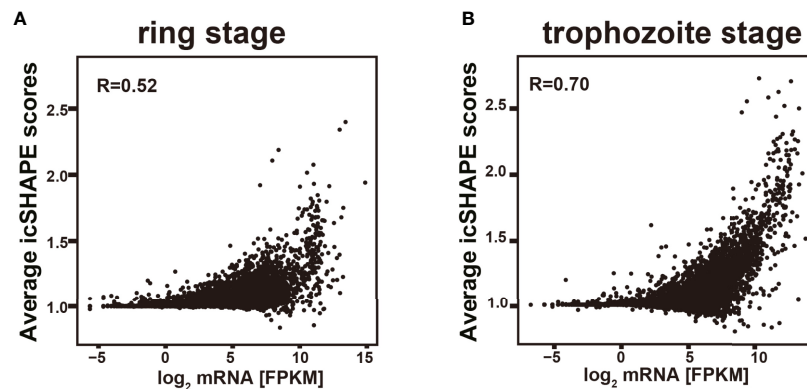 A
ring stage
R=0.52
Average icSHAPE scores
2.5
2.0
1.5
1.0
−5
0
5
10
15
log2 mRNA [FPKM]
B
trophozoite stage
R=0.70
Average icSHAPE scores
2.5
2.0
1.5
1.0
−5
0
5
10
log2 mRNA [FPKM]